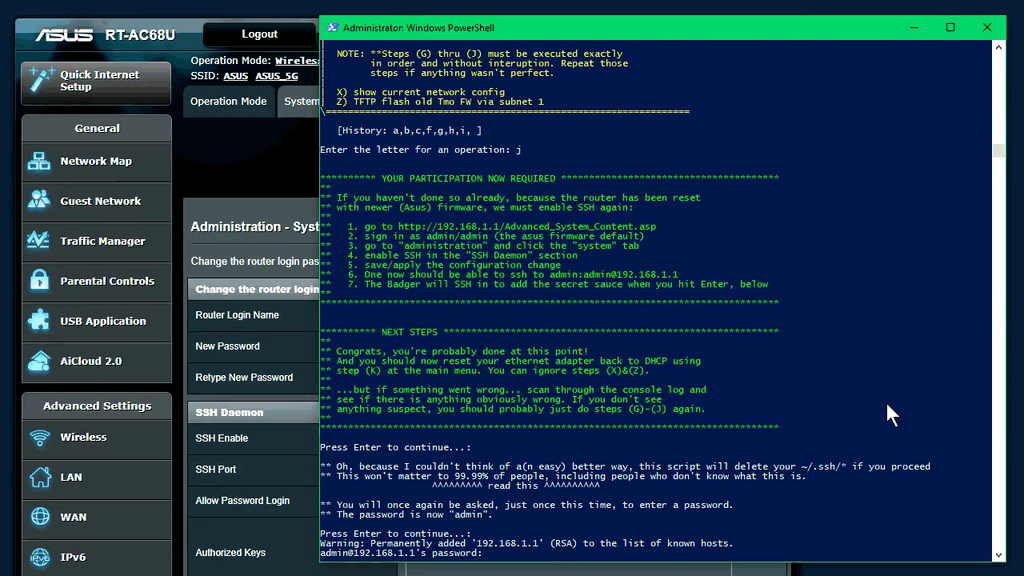 ASUS RT-AC68U
Logout
Operation Mode: Wireless
SSID: ASUS ASUS_5G
Operation Mode
System
Quick Internet
Setup
General
Network Map
Guest Network
Traffic Manager
Parental Controls
USB Application
AiCloud 2.0
Advanced Settings
Wireless
LAN
WAN
IPv6
Administration - Syst
Change the router login pas
Change the router login
Router Login Name
New Password
Retype New Password
SSH Daemon
SSH Enable
SSH Port
Allow Password Login
Authorized Keys
Administrator: Windows PowerShell
| NOTE: **Steps (G) thru (J) must be executed exactly
| in order and without interuption. Repeat those
| steps if anything wasn't perfect.
|
| X) show current network config
| Z) TFTP flash old Tmo FW via subnet 1
\=================================================================
[History: a,b,c,f,g,h,i, ]
Enter the letter for an operation: j
********** YOUR PARTICIPATION NOW REQUIRED ***************************************
**
** If you haven't done so already, because the router has been reset
** with newer (Asus) firmware, we must enable SSH again:
**
** 1. go to http://192.168.1.1/Advanced_System_Content.asp
** 2. sign in as admin/admin (the asus firmware default)
** 3. go to "administration" and click the "system" tab
** 4. enable SSH in the "SSH Daemon" section
** 5. save/apply the configuration change
** 6. One now should be able to ssh to admin:admin@192.168.1.1
** 7. The Badger will SSH in to add the secret sauce when you hit Enter, below
**
**********************************************************************************
********** NEXT STEPS ************************************************************
**
** Congrats, you're probably done at this point!
** And you should now reset your ethernet adapter back to DHCP using
** step (K) at the main menu. You can ignore steps (X)&(Z).
**
** ...but if something went wrong... scan through the console log and
** see if there is anything obviously wrong. If you don't see
** anything suspect, you should probably just do steps (G)-(J) again.
**
**********************************************************************************
Press Enter to continue...:
** Oh, because I couldn't think of a(n easy) better way, this script will delete your ~/.ssh/* if you proceed
** This won't matter to 99.99% of people, including people who don't know what this is.
^^^^^^^^^ read this ^^^^^^^^^^
** You will once again be asked, just once this time, to enter a password.
** The password is now "admin".
Press Enter to continue...:
Warning: Permanently added '192.168.1.1' (RSA) to the list of known hosts.
admin@192.168.1.1's password: